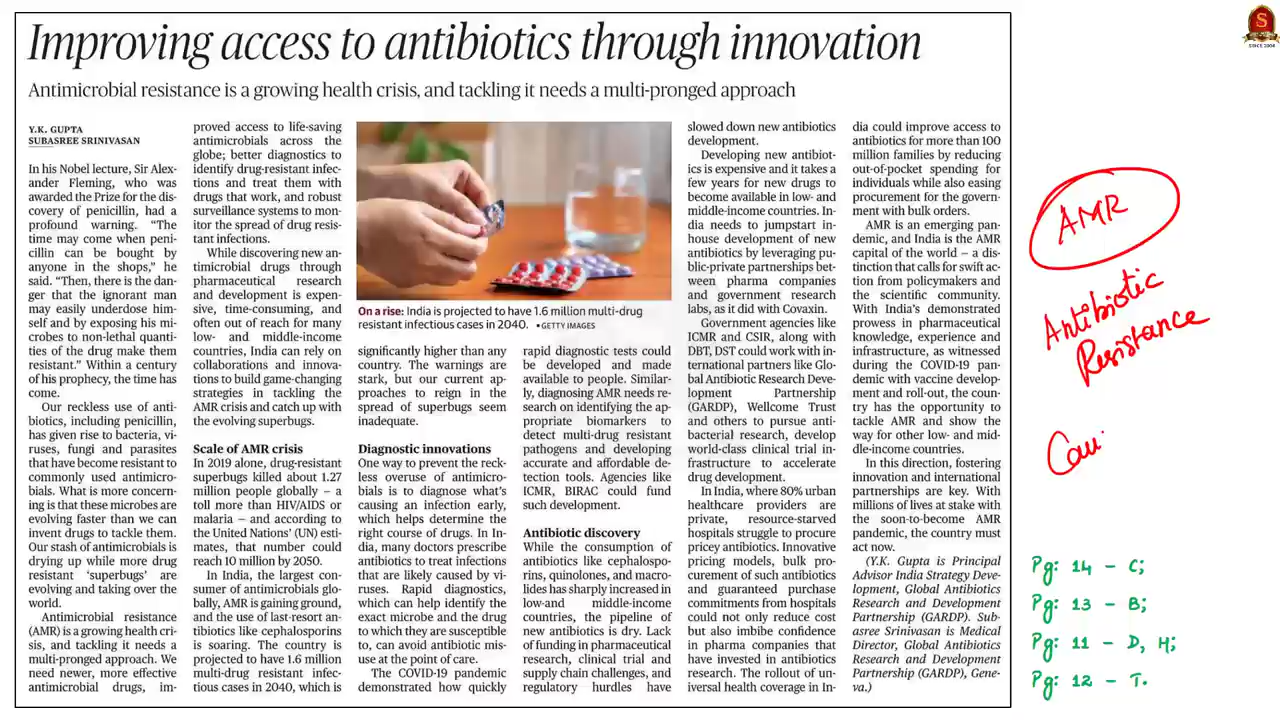 Improving access to antibiotics through innovation
Antimicrobial resistance is a growing health crisis, and tackling it needs a multi-pronged approach
Y.K. GUPTA
SUBASREE SRINIVASAN
In his Nobel lecture, Sir Alex-
ander Fleming, who was
awarded the Prize for the dis-
covery of penicillin, had a
profound warning. “The
time may come when peni-
cillin can be bought by
anyone in the shops,” he
said. “Then, there is the dan-
ger that the ignorant man
may easily underdose him-
self and by exposing his mi-
crobes to non-lethal quanti-
ties of the drug make them
resistant.” Within a century
of his prophecy, the time has
come.
Our reckless use of anti-
biotics, including penicillin,
has given rise to bacteria, vi-
ruses, fungi and parasites
that have become resistant to
commonly used antimicro-
bials. What is more concern-
ing is that these microbes are
evolving faster than we can
invent drugs to tackle them.
Our stash of antimicrobials is
drying up while more drug
resistant ‘superbugs’ are
evolving and taking over the
world.
Antimicrobial resistance
(AMR) is a growing health cri-
sis, and tackling it needs a
multi-pronged approach. We
need newer, more effective
antimicrobial drugs, im-
proved access to life-saving
antimicrobials across the
globe; better diagnostics to
identify drug-resistant infec-
tions and treat them with
drugs that work, and robust
surveillance systems to mon-
itor the spread of drug resis-
tant infections.
While discovering new an-
timicrobial drugs through
pharmaceutical research
and development is expen-
sive, time-consuming, and
often out of reach for many
low- and middle-income
countries, India can rely on
collaborations and innova-
tions to build game-changing
strategies in tackling the
AMR crisis and catch up with
the evolving superbugs.
Scale of AMR crisis
In 2019 alone, drug-resistant
superbugs killed about 1.27
million people globally – a
toll more than HIV/AIDS or
malaria – and according to
the United Nations’ (UN) esti-
mates, that number could
reach 10 million by 2050.
In India, the largest con-
sumer of antimicrobials glo-
bally, AMR is gaining ground,
and the use of last-resort ant-
ibiotics like cephalosporins
is soaring. The country is
projected to have 1.6 million
multi-drug resistant infec-
tious cases in 2040, which is
On a rise: India is projected to have 1.6 million multi-drug
resistant infectious cases in 2040. • GETTY IMAGES
significantly higher than any
country. The warnings are
stark, but our current ap-
proaches to reign in the
spread of superbugs seem
inadequate.
Diagnostic innovations
One way to prevent the reck-
less overuse of antimicro-
bials is to diagnose what’s
causing an infection early,
which helps determine the
right course of drugs. In In-
dia, many doctors prescribe
antibiotics to treat infections
that are likely caused by vi-
ruses. Rapid diagnostics,
which can help identify the
exact microbe and the drug
to which they are susceptible
to, can avoid antibiotic mis-
use at the point of care.
The COVID-19 pandemic
demonstrated how quickly
rapid diagnostic tests could
be developed and made
available to people. Similar-
ly, diagnosing AMR needs re-
search on identifying the ap-
propriate biomarkers to
detect multi-drug resistant
pathogens and developing
accurate and affordable de-
tection tools. Agencies like
ICMR, BIRAC could fund
such development.
Antibiotic discovery
While the consumption of
antibiotics like cephalospo-
rins, quinolones, and macro-
lides has sharply increased in
low-and middle-income
countries, the pipeline of
new antibiotics is dry. Lack
of funding in pharmaceutical
research, clinical trial and
supply chain challenges, and
regulatory hurdles have
slowed down new antibiotics
development.
Developing new antibiot-
ics is expensive and it takes a
few years for new drugs to
become available in low- and
middle-income countries. In-
dia needs to jumpstart in-
house development of new
antibiotics by leveraging pu-
blic-private partnerships bet-
ween pharma companies
and government research
labs, as it did with Covaxin.
Government agencies like
ICMR and CSIR, along with
DBT, DST could work with in-
ternational partners like Glo-
bal Antibiotic Research Deve-
lopment Partnership
(GARDP), Wellcome Trust
and others to pursue anti-
bacterial research, develop
world-class clinical trial in-
frastructure to accelerate
drug development.
In India, where 80% urban
healthcare providers are
private, resource-starved
hospitals struggle to procure
pricey antibiotics. Innovative
pricing models, bulk pro-
curement of such antibiotics
and guaranteed purchase
commitments from hospitals
could not only reduce cost
but also imbibe confidence
in pharma companies that
have invested in antibiotics
research. The rollout of un-
iversal health coverage in In-
dia could improve access to
antibiotics for more than 100
million families by reducing
out-of-pocket spending for
individuals while also easing
procurement for the govern-
ment with bulk orders.
AMR is an emerging pan-
demic, and India is the AMR
capital of the world – a dis-
tinction that calls for swift ac-
tion from policymakers and
the scientific community.
With India’s demonstrated
prowess in pharmaceutical
knowledge, experience and
infrastructure, as witnessed
during the COVID-19 pan-
demic with vaccine develop-
ment and roll-out, the coun-
try has the opportunity to
tackle AMR and show the
way for other low- and mid-
dle-income countries.
In this direction, fostering
innovation and international
partnerships are key. With
millions of lives at stake with
the soon-to-become AMR
pandemic, the country must
act now.
(Y.K. Gupta is Principal
Advisor India Strategy Deve-
lopment, Global Antibiotics
Research and Development
Partnership (GARDP). Sub-
asree Srinivasan is Medical
Director, Global Antibiotics
Research and Development
Partnership (GARDP), Gene-
va.)
S
SINCE 2004
AMR
Antibiotic
Resistance
Pg: 14 - C;
Pg: 13 - B;
Pg: 11 - D, H;
Pg: 12 - T.